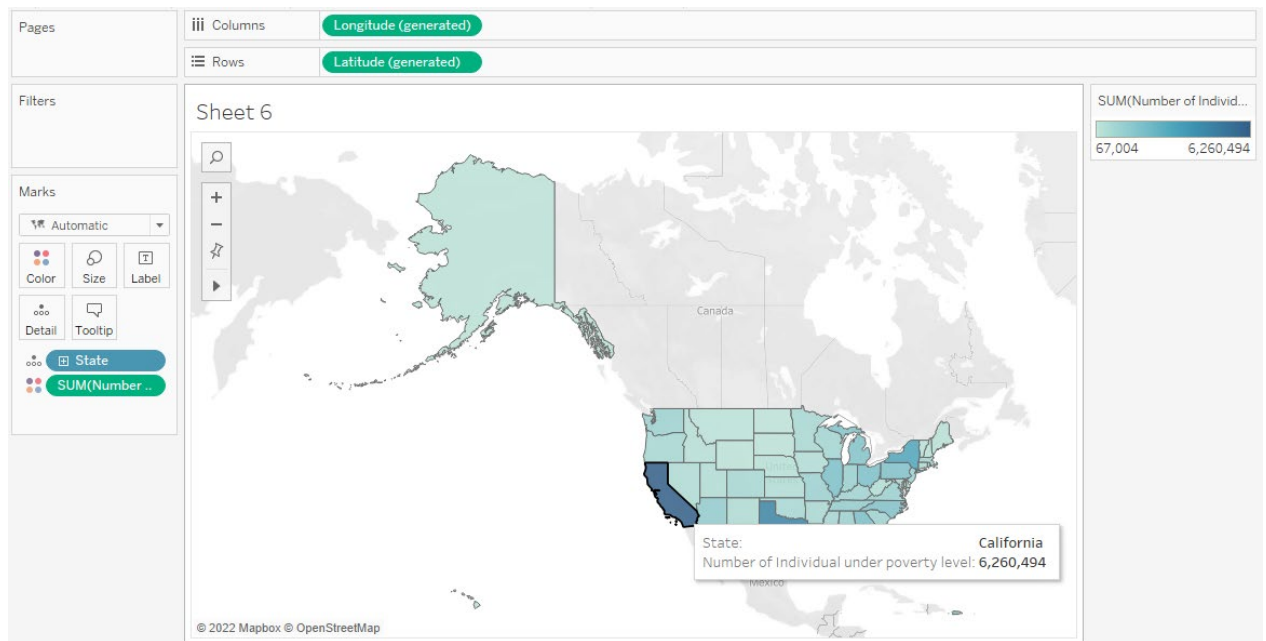 Pages
Columns
Longitude (generated)
Rows
Latitude (generated)
Filters
Sheet 6
SUM(Number of Individ...
67,004 6,260,494
Marks
Automatic
Color Size Label
Detail Tooltip
State
SUM(Number ..
Canada
United
State: California
Number of Individual under poverty level: 6,260,494
Mexico
© 2022 Mapbox © OpenStreetMap